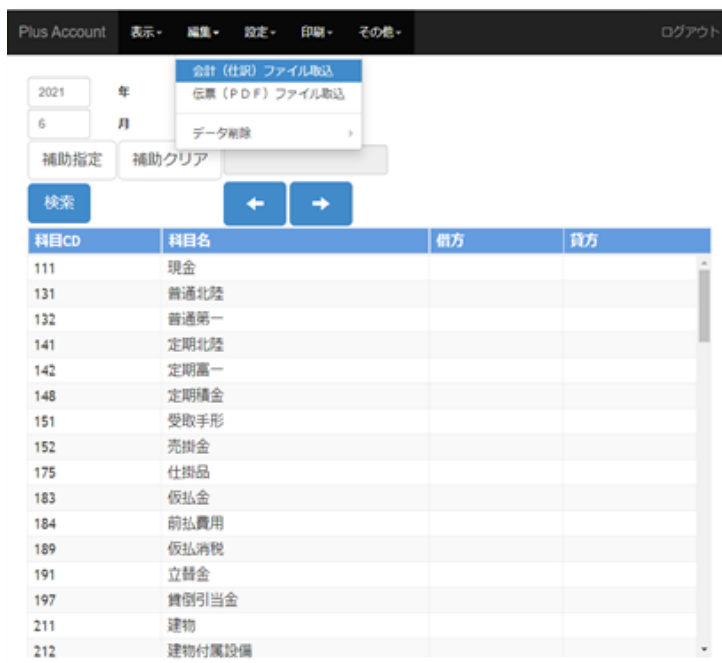 Plus Account 表示 編集 設定 印刷 その他 ログアウト
会計（仕訳）ファイル取込
伝票（ＰＤＦ）ファイル取込
データ削除
2021 年
6 月
補助指定 補助クリア
検索 ← →
科目CD 科目名 借方 貸方
111 現金
131 普通北陸
132 普通第一
141 定期北陸
142 定期富一
148 定期積金
151 受取手形
152 売掛金
175 仕掛品
183 仮払金
184 前払費用
189 仮払消税
191 立替金
197 貸倒引当金
211 建物
212 建物付属設備